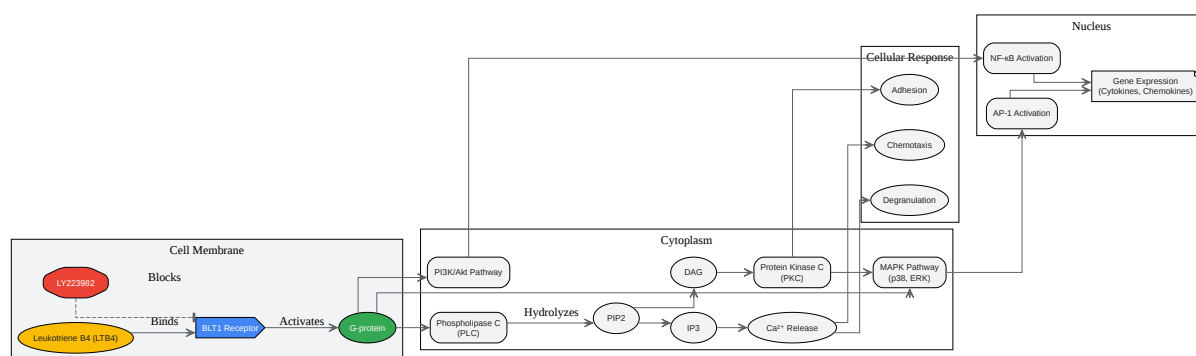 Nucleus
NF-κB Activation
Gene Expression
(Cytokines, Chemokines)
AP-1 Activation
Cellular Response
Adhesion
Chemotaxis
Degranulation
Cell Membrane
LY223982
Blocks
Leukotriene B4 (LTB4)
Binds
BLT1 Receptor
Activates
G-protein
Cytoplasm
PI3K/Akt Pathway
DAG
Protein Kinase C
(PKC)
MAPK Pathway
(p38, ERK)
Phospholipase C
(PLC)
Hydrolyzes
PIP2
IP3
Ca²⁺ Release